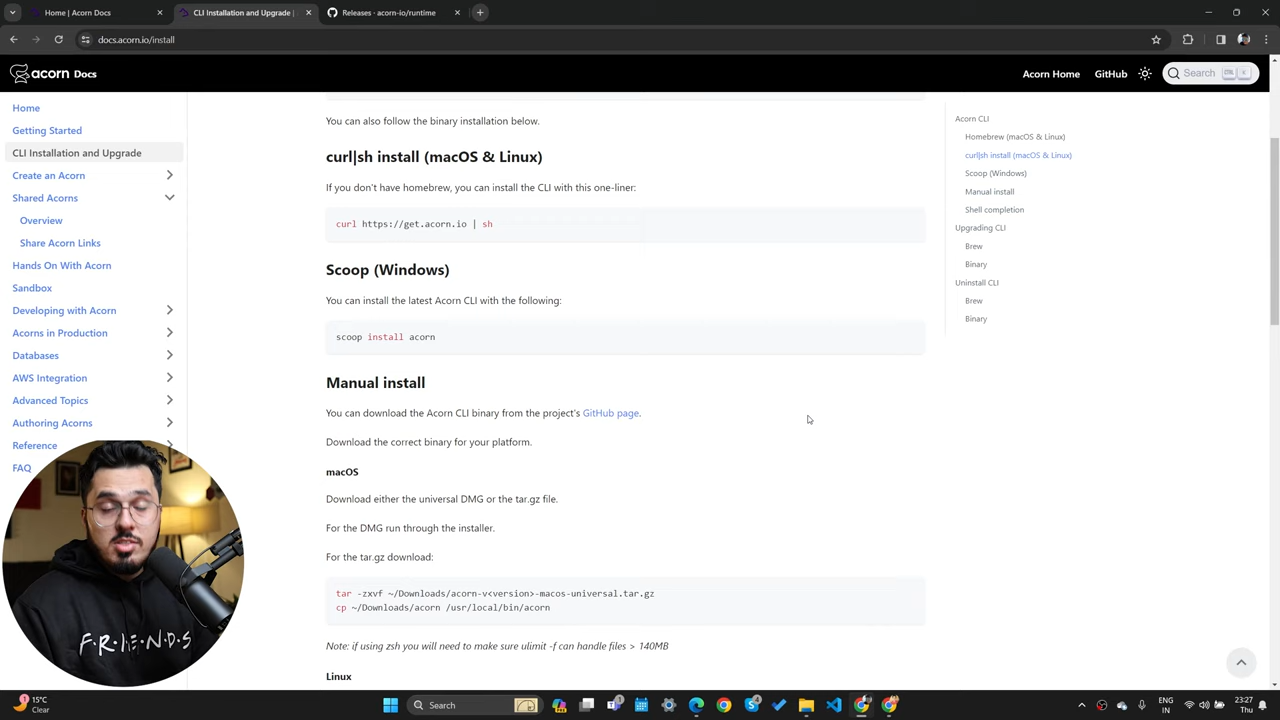 Home | Acorn Docs
CLI Installation and Upgrade |
Releases · acorn-io/runtime
docs.acorn.io/install
acorn Docs
Acorn Home
GitHub
Search
Home
Getting Started
CLI Installation and Upgrade
Create an Acorn
Shared Acorns
Overview
Share Acorn Links
Hands On With Acorn
Sandbox
Developing with Acorn
Acorns in Production
Databases
AWS Integration
Advanced Topics
Authoring Acorns
Reference
FAQ
You can also follow the binary installation below.
curl|sh install (macOS & Linux)
If you don't have homebrew, you can install the CLI with this one-liner:
curl https://get.acorn.io | sh
Scoop (Windows)
You can install the latest Acorn CLI with the following:
scoop install acorn
Manual install
You can download the Acorn CLI binary from the project's GitHub page.
Download the correct binary for your platform.
macOS
Download either the universal DMG or the tar.gz file.
For the DMG run through the installer.
For the tar.gz download:
tar -zxvf ~/Downloads/acorn-v<version>-macos-universal.tar.gz
cp ~/Downloads/acorn /usr/local/bin/acorn
Note: if using zsh you will need to make sure ulimit -f can handle files > 140MB
Linux
Acorn CLI
Homebrew (macOS & Linux)
curl|sh install (macOS & Linux)
Scoop (Windows)
Manual install
Shell completion
Upgrading CLI
Brew
Binary
Uninstall CLI
Brew
Binary
F·R·I·E·N·D·S
1
15°C
Clear
Search
ENG
IN
23:27
Thu